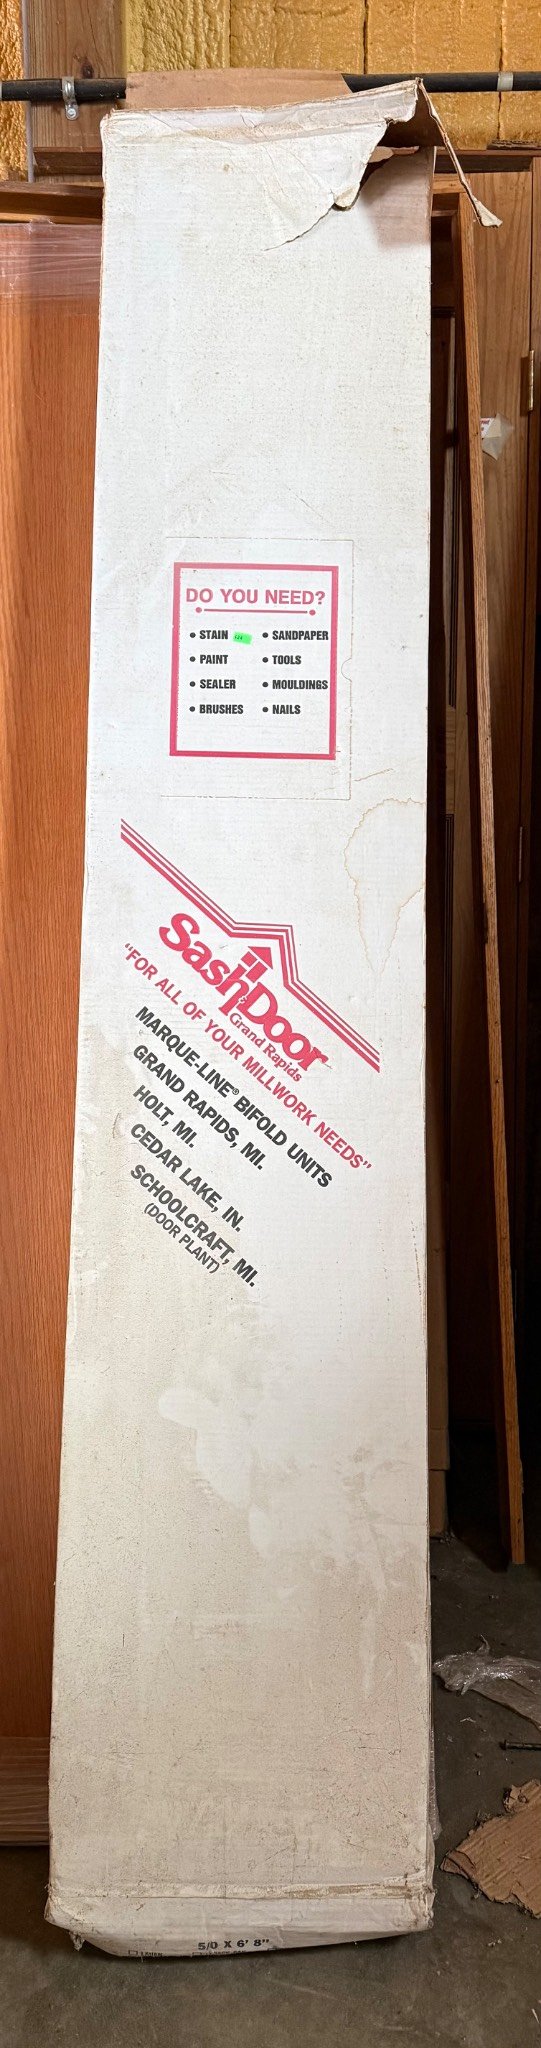 DO YOU NEED?
• STAIN • SANDPAPER
• PAINT • TOOLS
• SEALER • MOULDINGS
• BRUSHES • NAILS
Sash & Door
Grand Rapids
"FOR ALL OF YOUR MILLWORK NEEDS"
MARQUE-LINE® BIFOLD UNITS
GRAND RAPIDS, MI.
HOLT, MI.
CEDAR LAKE, IN.
SCHOOLCRAFT, MI.
(DOOR PLANT)
5/0 X 6' 8"